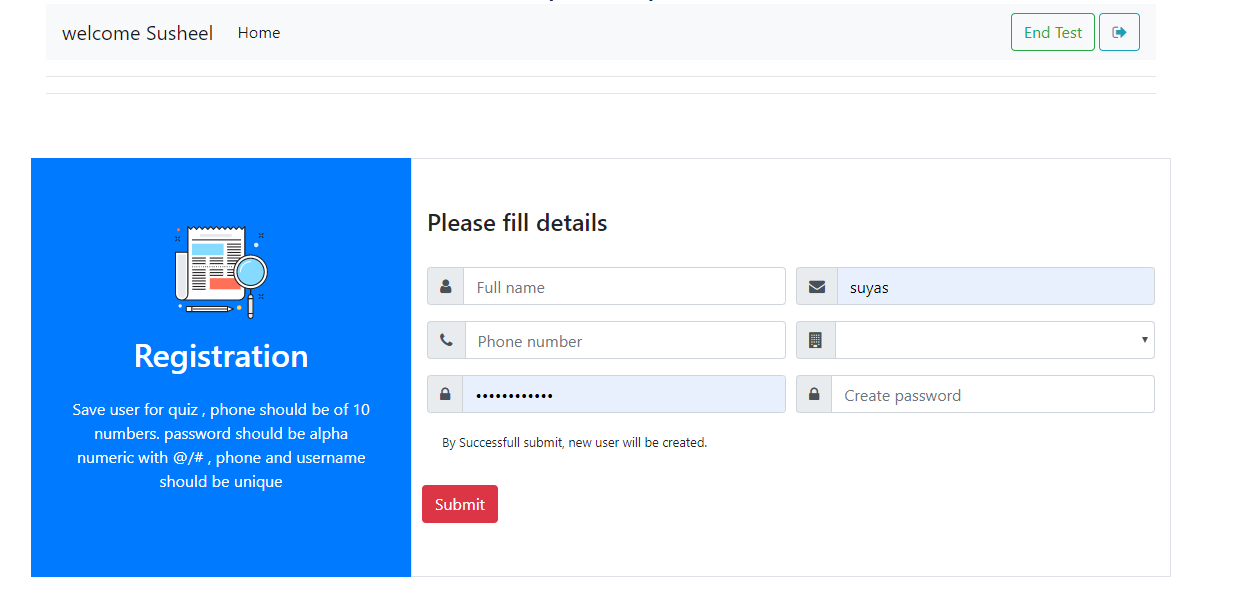 welcome Susheel Home End Test
Registration
Save user for quiz , phone should be of 10
numbers. password should be alpha
numeric with @/# , phone and username
should be unique
Please fill details
Full name suyas
Phone number
•••••••••••• Create password
By Successfull submit, new user will be created.
Submit